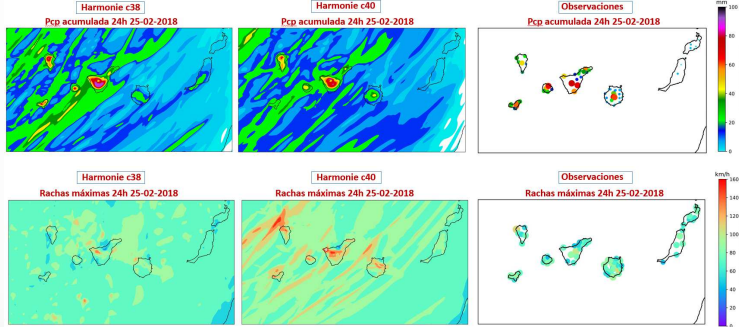 Harmonie c38
Pcp acumulada 24h 25-02-2018
Harmonie c40
Pcp acumulada 24h 25-02-2018
Observaciones
Pcp acumulada 24h 25-02-2018
mm
100
80
60
40
20
0
Harmonie c38
Rachas máximas 24h 25-02-2018
Harmonie c40
Rachas máximas 24h 25-02-2018
Observaciones
Rachas máximas 24h 25-02-2018
km/h
160
140
120
100
80
60
40
20
0